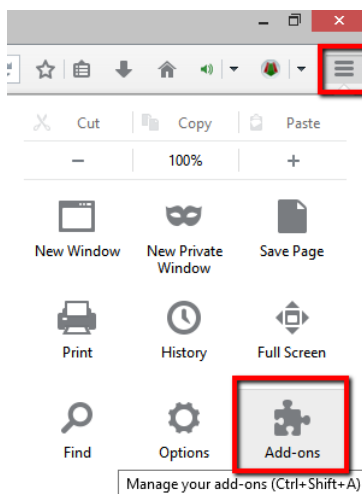 Cut Copy Paste
100%
New Window New Private Window Save Page
Print History Full Screen
Find Options Add-ons
Manage your add-ons (Ctrl+Shift+A)